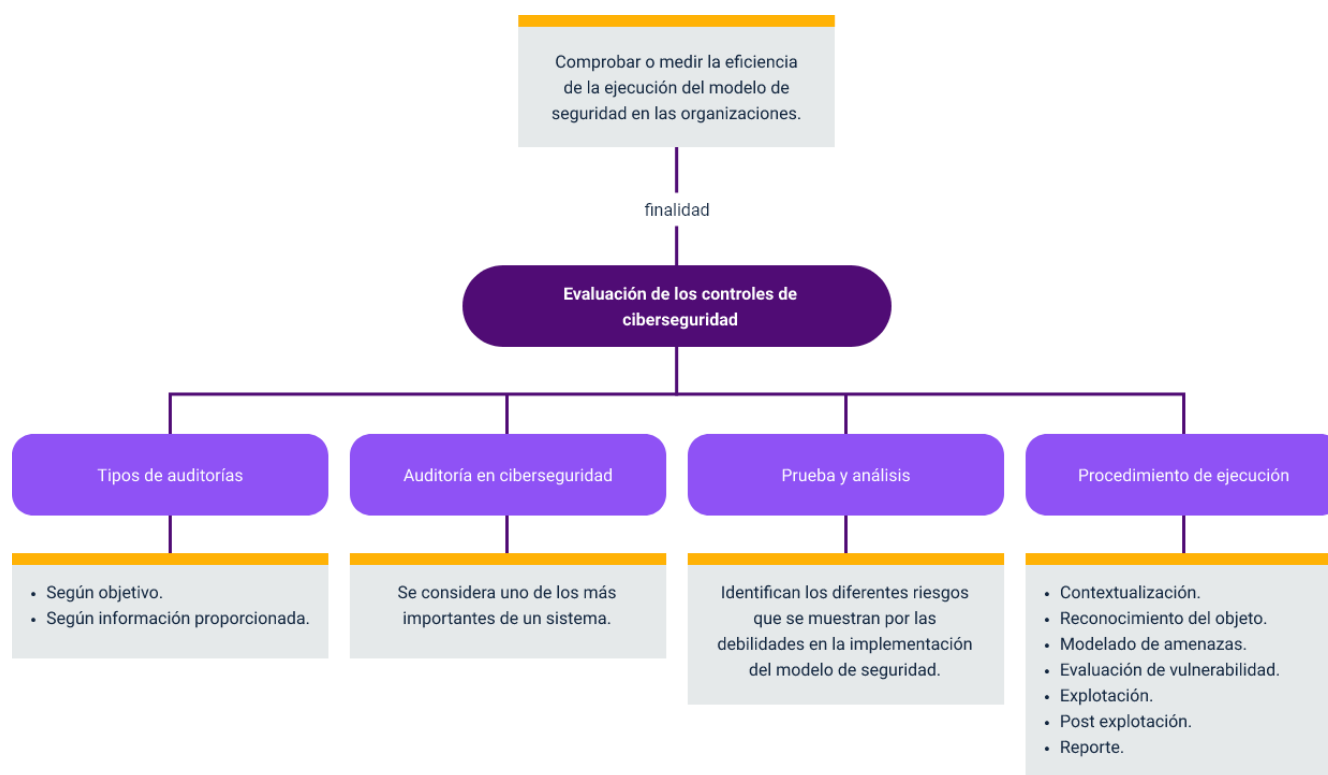 Comprobar o medir la eficiencia
de la ejecución del modelo de
seguridad en las organizaciones.
finalidad
Evaluación de los controles de
ciberseguridad
Tipos de auditorías
• Según objetivo.
• Según información proporcionada.
Auditoría en ciberseguridad
Se considera uno de los más
importantes de un sistema.
Prueba y análisis
Identifican los diferentes riesgos
que se muestran por las
debilidades en la implementación
del modelo de seguridad.
Procedimiento de ejecución
• Contextualización.
• Reconocimiento del objeto.
• Modelado de amenazas.
• Evaluación de vulnerabilidad.
• Explotación.
• Post explotación.
• Reporte.